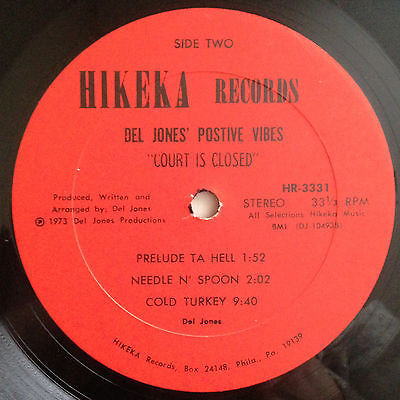 SIDE TWO
HIKEKA RECORDS
DEL JONES' POSTIVE VIBES
"COURT IS CLOSED"
HR-3331
Produced, Written and
Arranged by: Del Jones
℗ 1973 Del Jones Productions
STEREO 33⅓ RPM
All Selections Hikeka Music
BMI (DJ-10493B)
PRELUDE TA HELL 1:52
NEEDLE N' SPOON 2:02
COLD TURKEY 9:40
Del Jones
HIKEKA Records, Box 24148, Phila., Pa. 19139